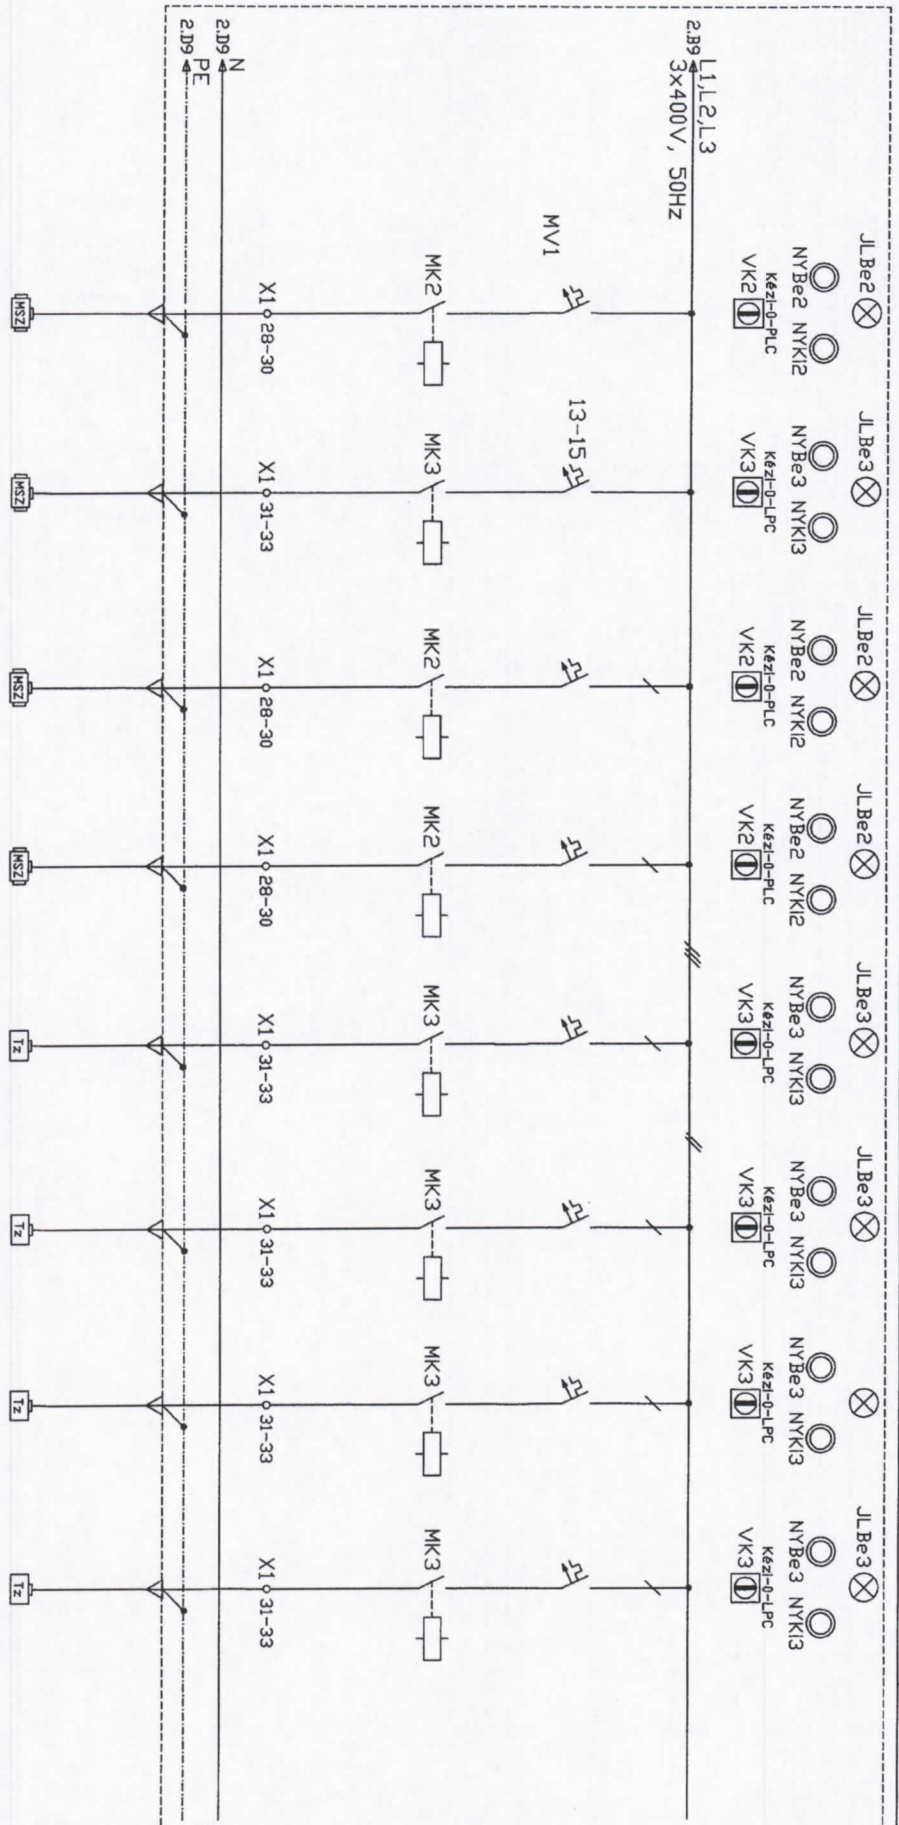 2.B9
L1,L2,L3
3x400V, 50Hz
2.D9
N
2.D9
PE
JLBe2
NYBe2 NYKi2
Kézi-0-PLC
VK2
MV1
MK2
X1 28-30
MSZ
JLBe3
NYBe3 NYKi3
Kézi-0-LPC
VK3
13-15
MK3
X1 31-33
MSZ
JLBe2
NYBe2 NYKi2
Kézi-0-PLC
VK2
MK2
X1 28-30
MSZ
JLBe2
NYBe2 NYKi2
Kézi-0-PLC
VK2
MK2
X1 28-30
MSZ
JLBe3
NYBe3 NYKi3
Kézi-0-LPC
VK3
MK3
X1 31-33
Tz
JLBe3
NYBe3 NYKi3
Kézi-0-LPC
VK3
MK3
X1 31-33
Tz
NYBe3 NYKi3
Kézi-0-LPC
VK3
MK3
X1 31-33
Tz
JLBe3
NYBe3 NYKi3
Kézi-0-LPC
VK3
MK3
X1 31-33
Tz